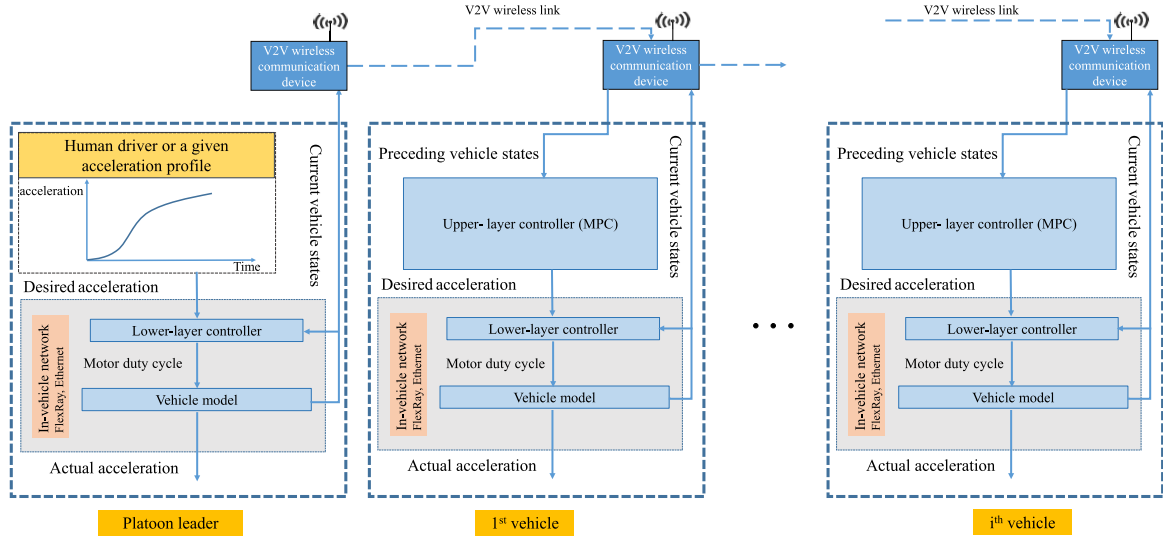 V2V wireless link
V2V wireless
communication
device
Human driver or a given
acceleration profile
acceleration
Time
Current vehicle states
Desired acceleration
Lower-layer controller
Motor duty cycle
Vehicle model
In-vehicle network
FlexRay, Ethernet
Actual acceleration
Platoon leader
V2V wireless
communication
device
Preceding vehicle states
Upper- layer controller (MPC)
Current vehicle states
Desired acceleration
Lower-layer controller
Motor duty cycle
Vehicle model
In-vehicle network
FlexRay, Ethernet
Actual acceleration
1st vehicle
• • •
V2V wireless link
V2V wireless
communication
device
Preceding vehicle states
Upper- layer controller (MPC)
Current vehicle states
Desired acceleration
Lower-layer controller
Motor duty cycle
Vehicle model
In-vehicle network
FlexRay, Ethernet
Actual acceleration
ith vehicle